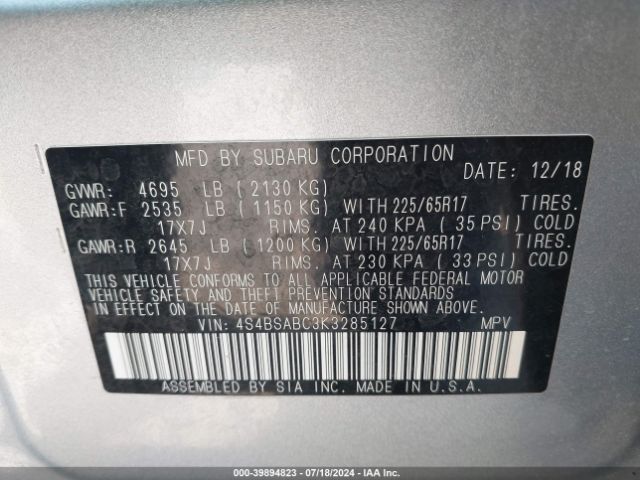 MFD BY SUBARU CORPORATION
DATE: 12/18
GVWR: 4695 LB ( 2130 KG)
GAWR:F 2535 LB ( 1150 KG) WITH 225/65R17 TIRES.
17X7J RIMS. AT 240 KPA ( 35 PSI) COLD
GAWR:R 2645 LB ( 1200 KG) WITH 225/65R17 TIRES.
17X7J RIMS. AT 230 KPA ( 33 PSI) COLD
THIS VEHICLE CONFORMS TO ALL APPLICABLE FEDERAL MOTOR
VEHICLE SAFETY AND THEFT PREVENTION STANDARDS
IN EFFECT ON THE DATE OF MANUFACTURE SHOWN ABOVE.
VIN: 4S4BSABC3K3285127 MPV
ASSEMBLED BY SIA INC. MADE IN U.S.A.
000-39894823 - 07/18/2024 - IAA Inc.